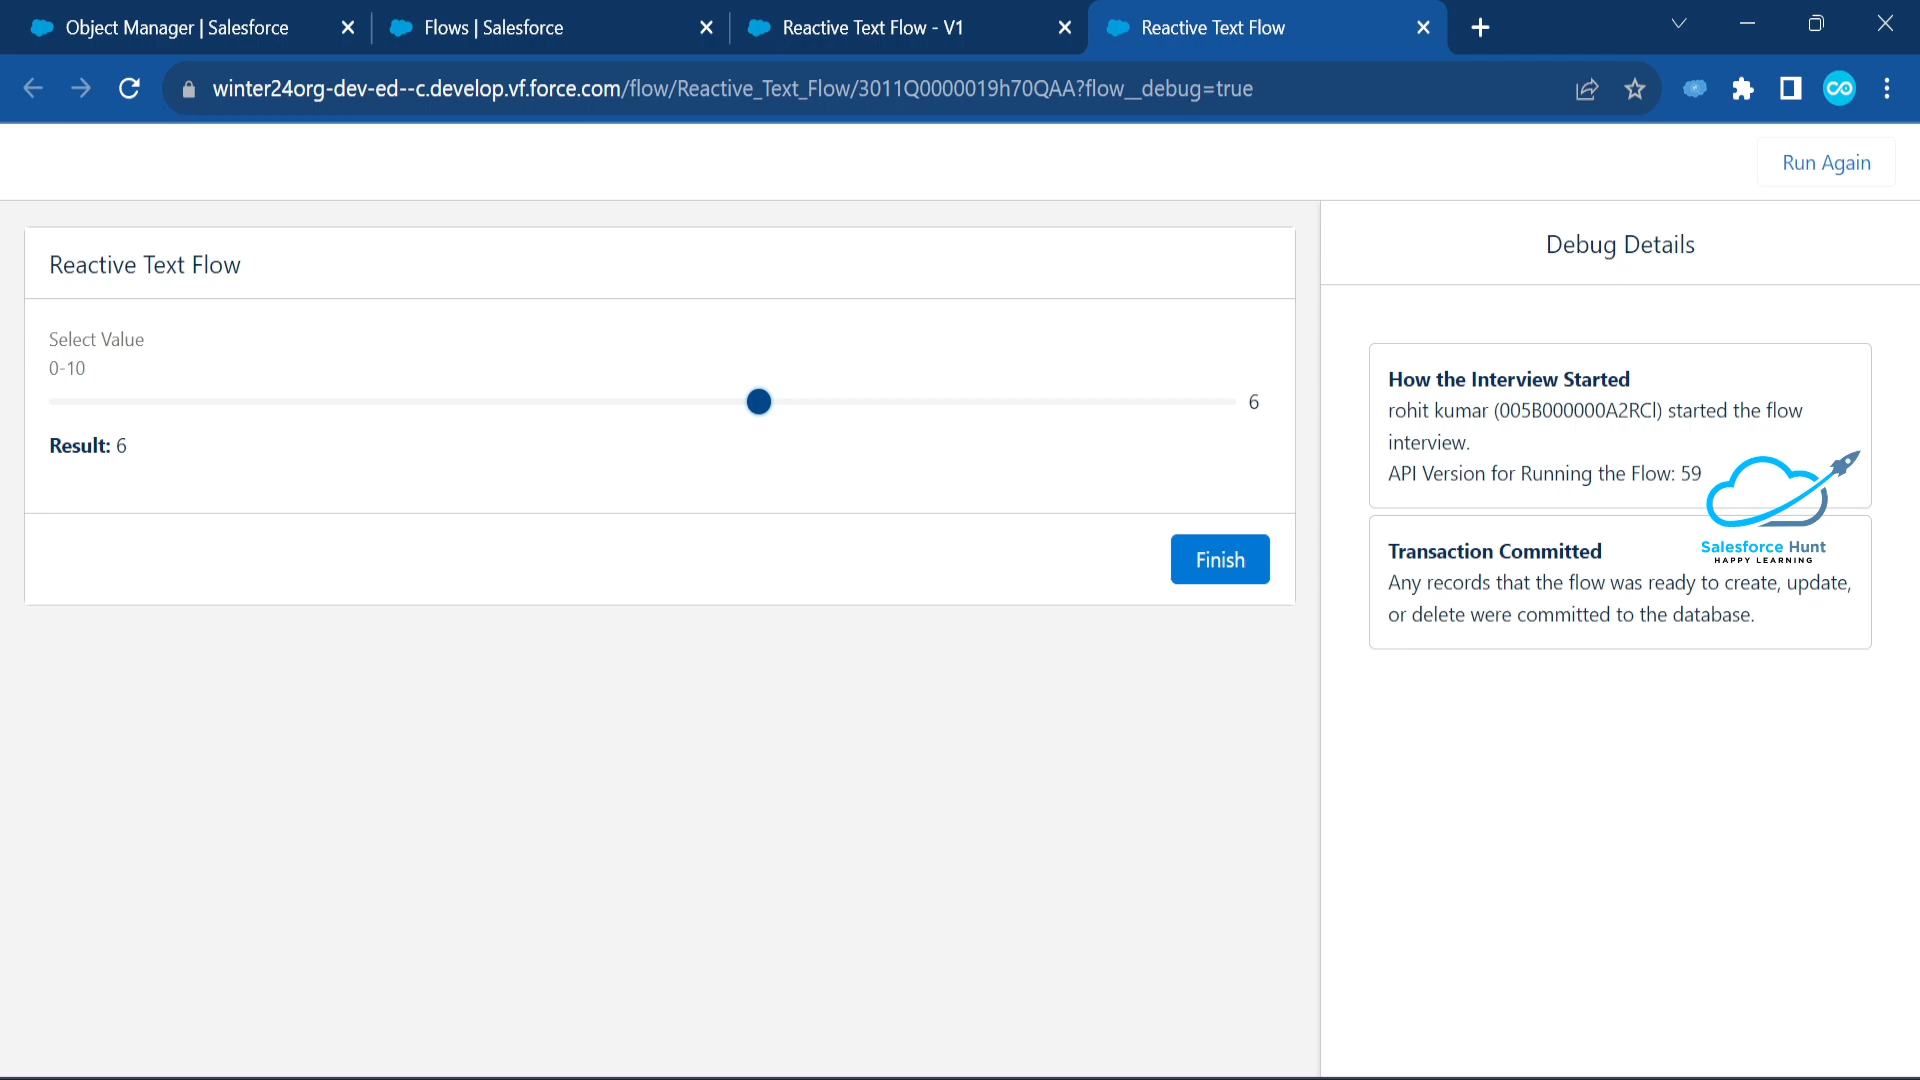 Object Manager | Salesforce
Flows | Salesforce
Reactive Text Flow - V1
Reactive Text Flow
winter24org-dev-ed--c.develop.vf.force.com/flow/Reactive_Text_Flow/3011Q0000019h70QAA?flow__debug=true
Run Again
Reactive Text Flow
Select Value
0-10
6
Result: 6
Finish
Debug Details
How the Interview Started
rohit kumar (005B000000A2RCl) started the flow
interview.
API Version for Running the Flow: 59
Salesforce Hunt
HAPPY LEARNING
Transaction Committed
Any records that the flow was ready to create, update,
or delete were committed to the database.